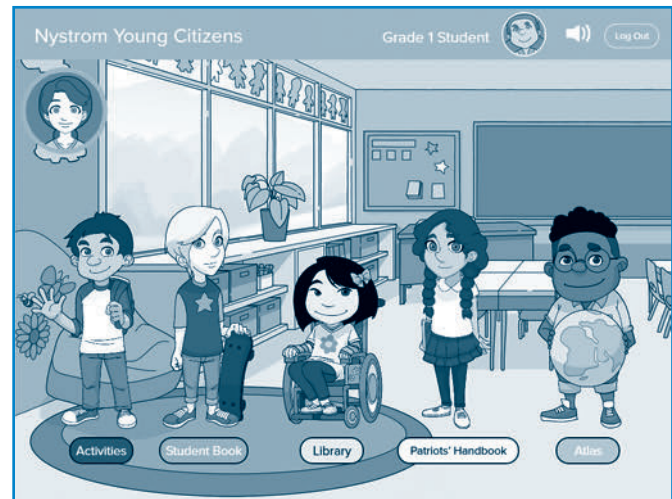 Nystrom Young Citizens
Grade 1 Student
Log Out
Activities
Student Book
Library
Patriots' Handbook
Atlas